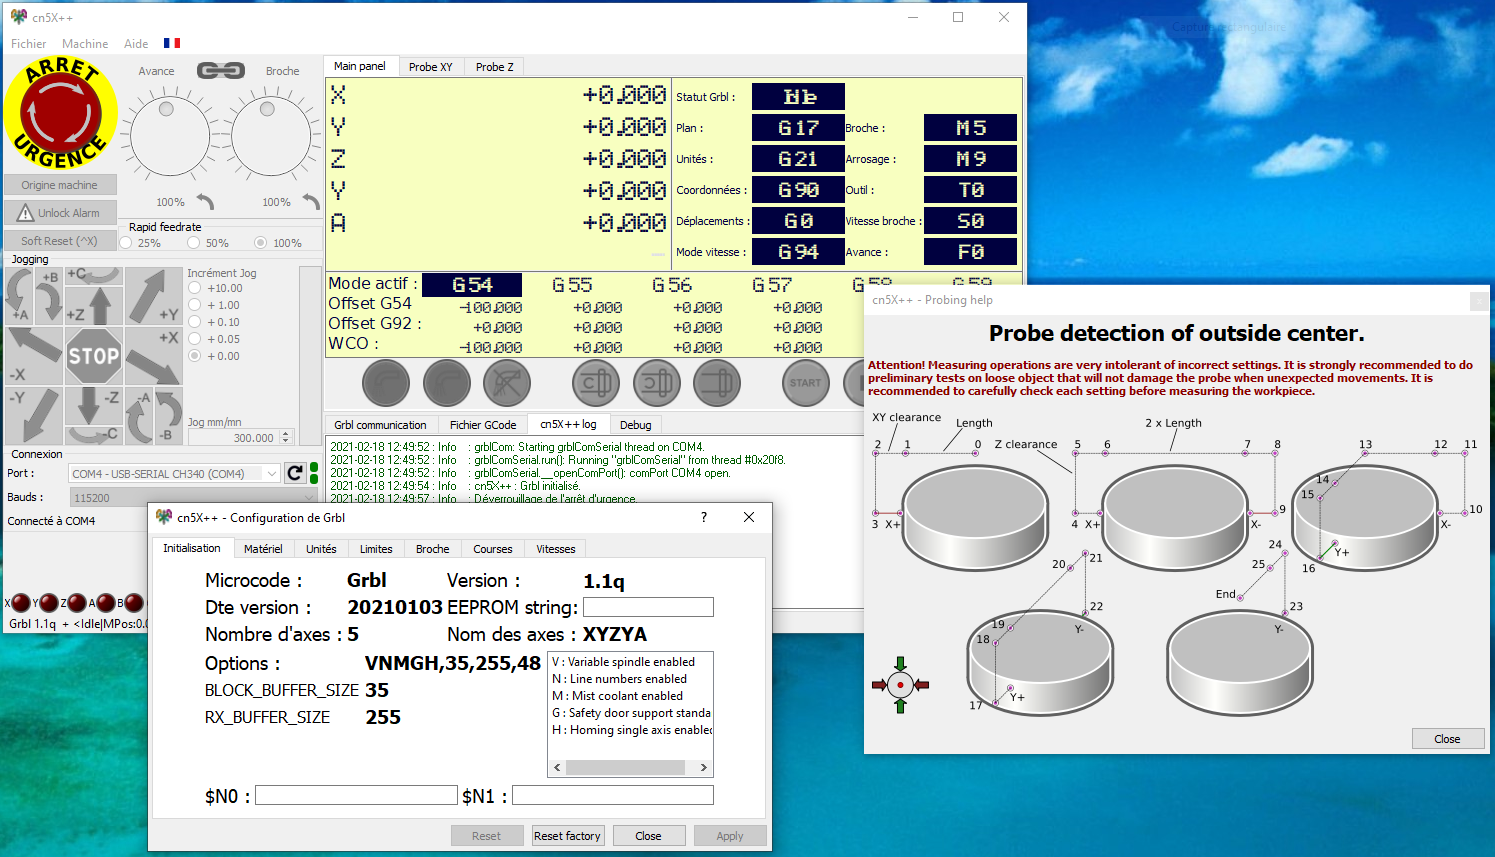 cn5X++
Fichier Machine Aide
ARRET
URGENCE
Avance Broche
100% 100%
Origine machine
Unlock Alarm
Soft Reset (^X)
Rapid feedrate
25% 50% 100%
Jogging
+A +B +C +Z +Y
-X STOP +X
-Y -Z -C -A -B
Incrément Jog
+10.00
+ 1.00
+ 0.10
+ 0.05
+ 0.00
Jog mm/mn
300.000
Connexion
Port : COM4 - USB-SERIAL CH340 (COM4)
Bauds : 115200
Connecté à COM4
X Y Z A B
Grbl 1.1q + <Idle|MPos:0.0
Main panel Probe XY Probe Z
X +0.000
Y +0.000
Z +0.000
Y +0.000
A +0.000
Statut Grbl :
Plan : G17 Broche : M5
Unités : G21 Arrosage : M9
Coordonnées : G90 Outil : T0
Déplacements : G0 Vitesse broche : S0
Mode vitesse : G94 Avance : F0
Mode actif : G54 G55 G56 G57 G58 G59
Offset G54 -100.000 +0.000 +0.000 +0.000
Offset G92 : +0.000 +0.000 +0.000 +0.000
WCO : -100.000 +0.000 +0.000 +0.000
START
Grbl communication Fichier GCode cn5X++ log Debug
2021-02-18 12:49:52 : Info : grblCom: Starting grblComSerial thread on COM4.
2021-02-18 12:49:52 : Info : grblComSerial.run(): Running "grblComSerial" from thread #0x20f8.
2021-02-18 12:49:52 : Info : grblComSerial.__openComPort(): comPort COM4 open.
2021-02-18 12:49:54 : Info : cn5X++ : Grbl initialisé.
2021-02-18 12:49:57 : Info : Déverrouillage de l'arrêt d'urgence.
cn5X++ - Configuration de Grbl
?
Initialisation Matériel Unités Limites Broche Courses Vitesses
Microcode : Grbl Version : 1.1q
Dte version : 20210103 EEPROM string:
Nombre d'axes : 5 Nom des axes : XYZYA
Options : VNMGH,35,255,48
BLOCK_BUFFER_SIZE 35
RX_BUFFER_SIZE 255
V : Variable spindle enabled
N : Line numbers enabled
M : Mist coolant enabled
G : Safety door support standa
H : Homing single axis enabled
$N0 : $N1 :
Reset Reset factory Close Apply
cn5X++ - Probing help
Probe detection of outside center.
Attention! Measuring operations are very intolerant of incorrect settings. It is strongly recommended to do
preliminary tests on loose object that will not damage the probe when unexpected movements. It is
recommended to carefully check each setting before measuring the workpiece.
XY clearance Length Z clearance 2 x Length
2 1 0 5 6 7 8 13 12 11
14
15
3 X+ 4 X+ X- 9 X- 10
Y+
16
20 21 24
25
22 End 23
19 Y- Y-
18
17 Y+
Close